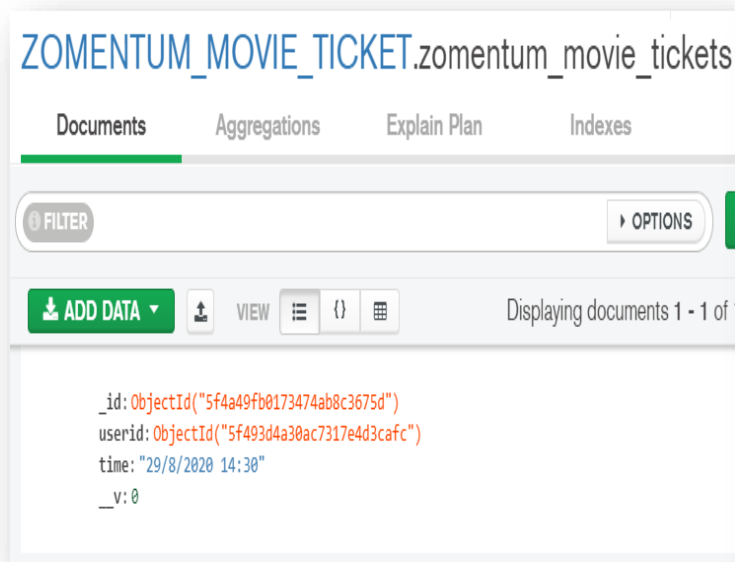 ZOMENTUM_MOVIE_TICKET.zomentum_movie_tickets
Documents Aggregations Explain Plan Indexes
FILTER OPTIONS
ADD DATA VIEW {} Displaying documents 1 - 1 of
_id: ObjectId("5f4a49fb0173474ab8c3675d")
userid: ObjectId("5f493d4a30ac7317e4d3cafc")
time: "29/8/2020 14:30"
__v: 0